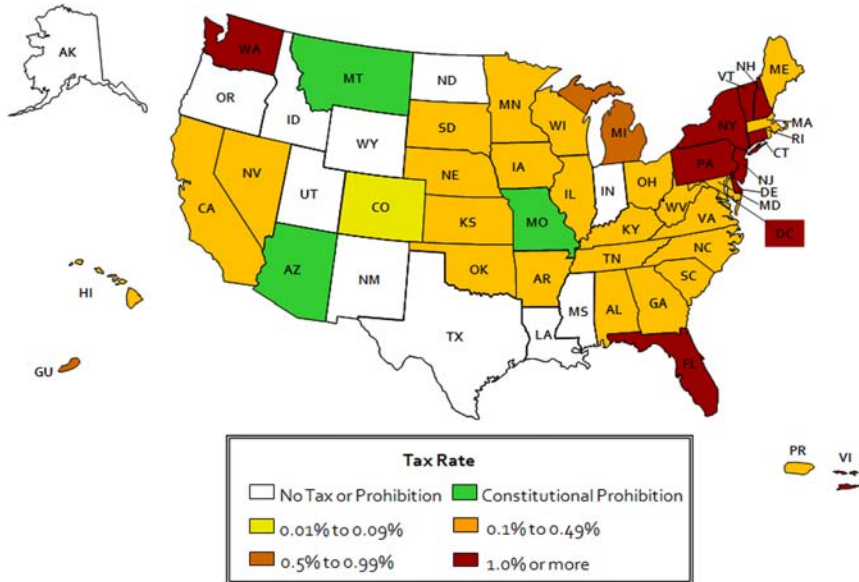 AK
WA
MT
ND
MN
ME
NH
VT
OR
ID
SD
WI
MI
NY
MA
RI
CT
WY
NE
IA
PA
NJ
DE
MD
NV
UT
CO
IL
IN
OH
WV
VA
DC
CA
KS
MO
KY
NC
TN
AZ
NM
OK
AR
SC
HI
MS
AL
GA
TX
LA
FL
GU
PR
VI
Tax Rate
No Tax or Prohibition
Constitutional Prohibition
0.01% to 0.09%
0.1% to 0.49%
0.5% to 0.99%
1.0% or more